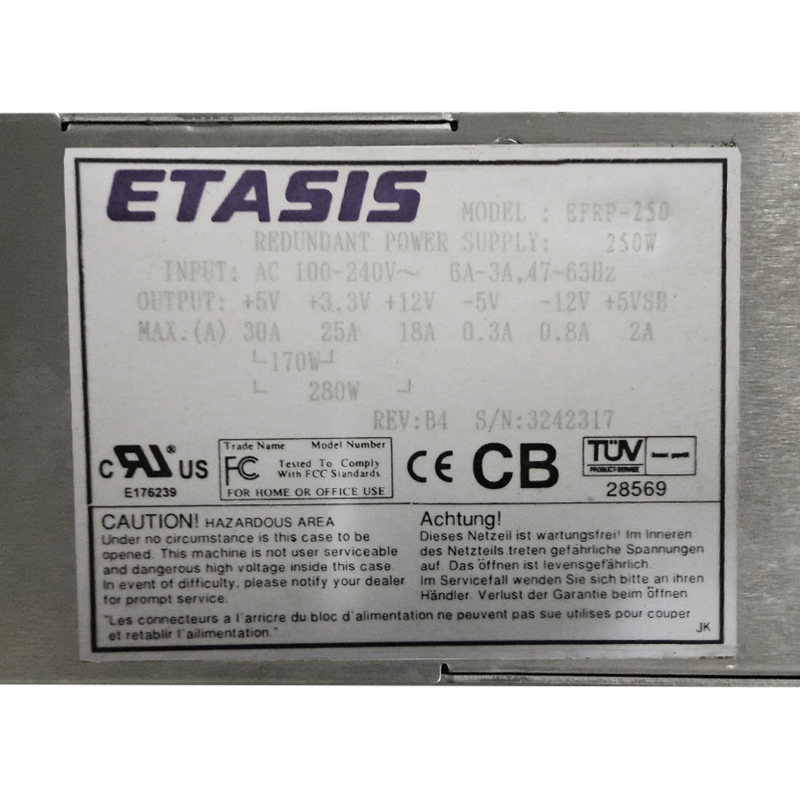 ETASIS
MODEL : EFRP-250
REDUNDANT POWER SUPPLY: 250W
INPUT: AC 100-240V～ 6A-3A,47-63Hz
OUTPUT: +5V +3.3V +12V -5V -12V +5VSB
MAX.(A) 30A 25A 18A 0.3A 0.8A 2A
└-170W-┘
└ 280W ┘
REV:B4 S/N:3242317
c RU® US
E176239
Trade Name Model Number
FC Tested To Comply
With FCC Standards
FOR HOME OR OFFICE USE
CE
CB
TÜV
PRODUCT SERVICE
28569
CAUTION! HAZARDOUS AREA
Under no circumstance is this case to be
opened. This machine is not user serviceable
and dangerous high voltage inside this case.
In event of difficulty, please notify your dealer
for prompt service.
Achtung!
Dieses Netzeil ist wartungsfrei! Im Inneren
des Netzteils treten gefährliche Spannungen
auf. Das öffnen ist levensgefährlich.
Im Servicefall wenden Sie sich bitte an ihren
Händler. Verlust der Garantie beim öffnen
"Les connecteurs a l'arricre du bloc d'alimentation ne peuvent pas sue utilises pour couper
et retablir l'ailimentation."
JK